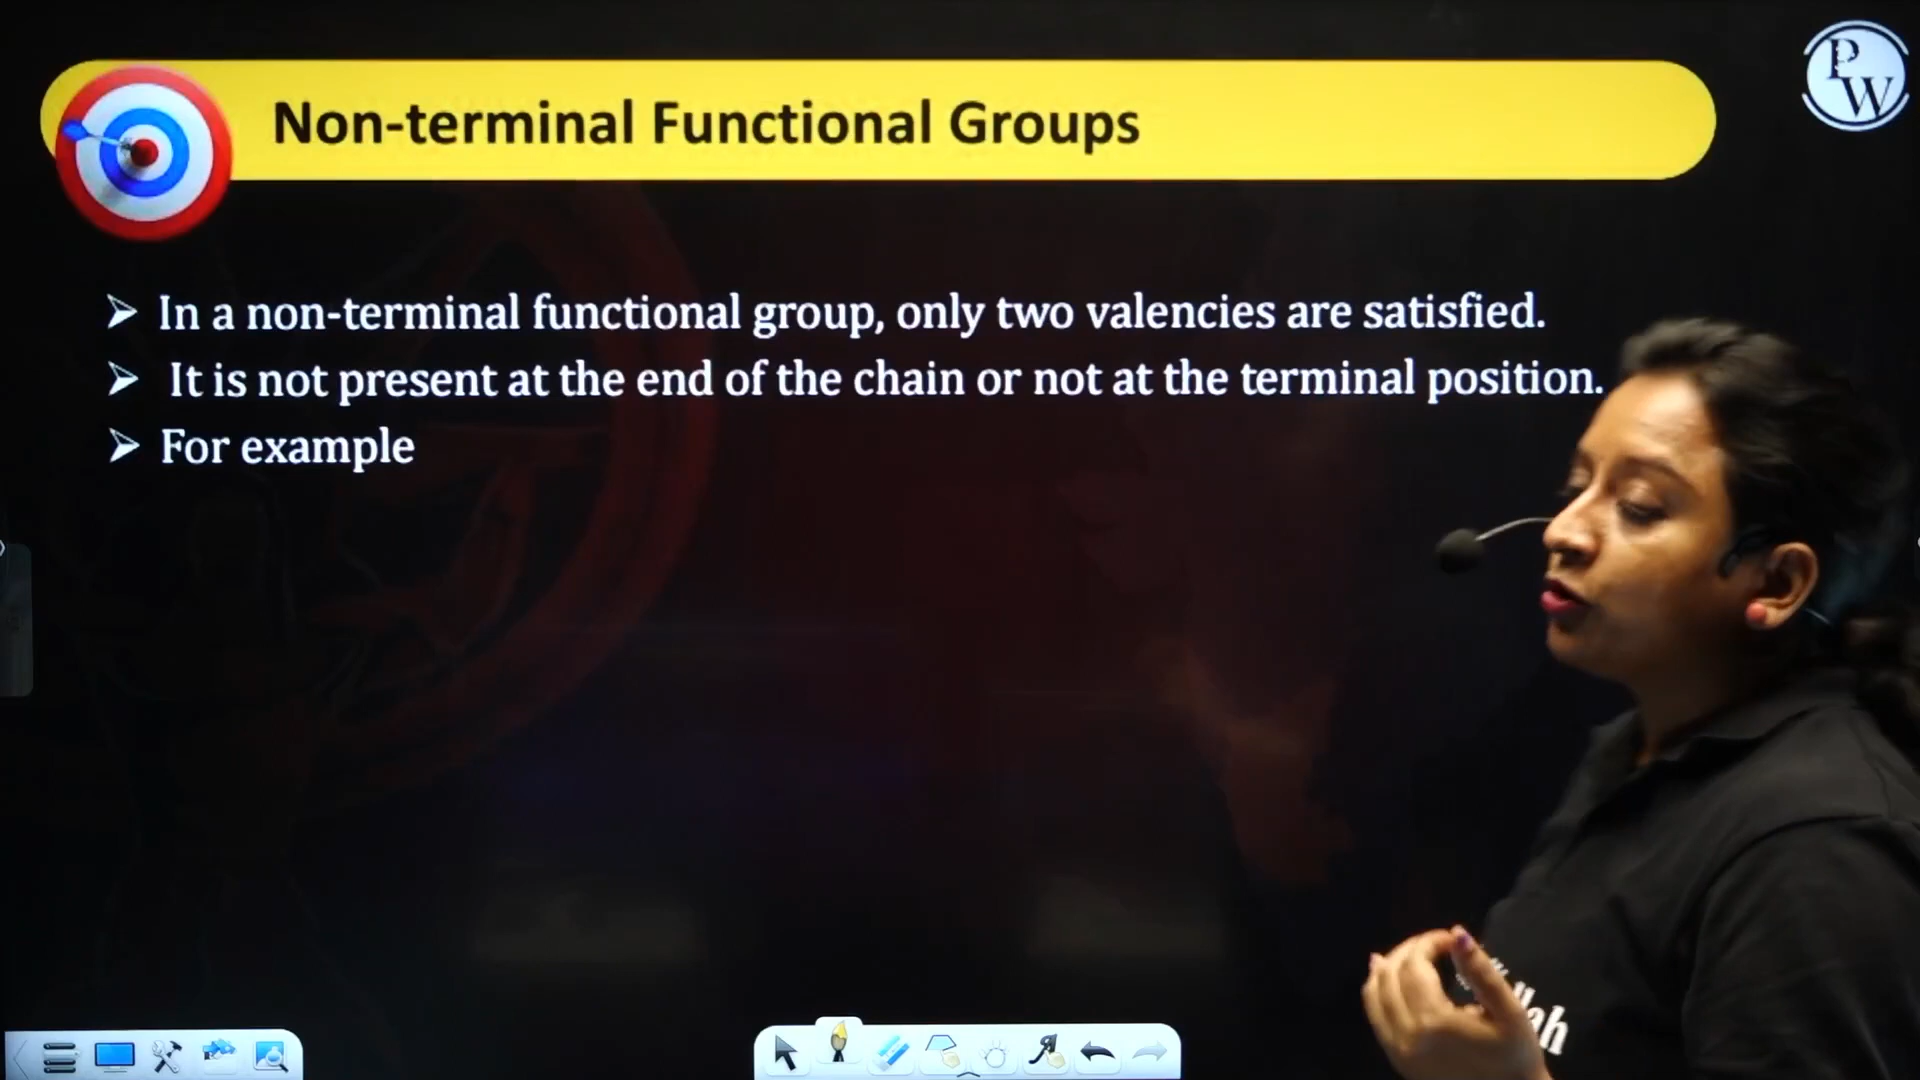 Non-terminal Functional Groups
PW
➢ In a non-terminal functional group, only two valencies are satisfied.
➢ It is not present at the end of the chain or not at the terminal position.
➢ For example